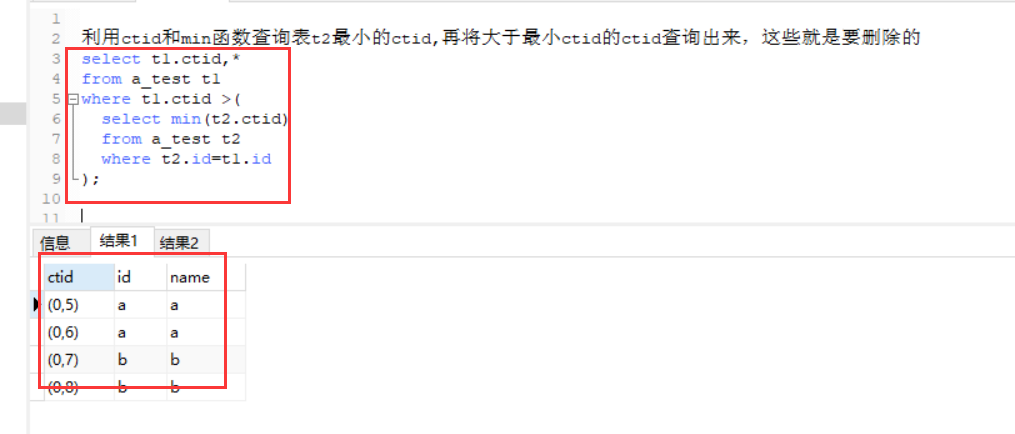 1
2 利用ctid和min函数查询表t2最小的ctid,再将大于最小ctid的ctid查询出来，这些就是要删除的
3 select t1.ctid,*
4 from a_test t1
5 where t1.ctid >(
6 select min(t2.ctid)
7 from a_test t2
8 where t2.id=t1.id
9 );
10
11
信息 结果1 结果2
ctid id name
(0,5) a a
(0,6) a a
(0,7) b b
(0,8) b b